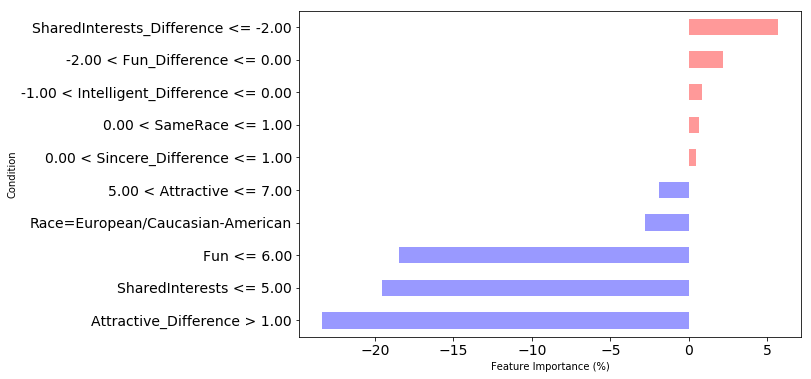 SharedInterests_Difference <= -2.00
-2.00 < Fun_Difference <= 0.00
-1.00 < Intelligent_Difference <= 0.00
0.00 < SameRace <= 1.00
0.00 < Sincere_Difference <= 1.00
5.00 < Attractive <= 7.00
Race=European/Caucasian-American
Fun <= 6.00
SharedInterests <= 5.00
Attractive_Difference > 1.00
Condition
−20 −15 −10 −5 0 5
Feature Importance (%)